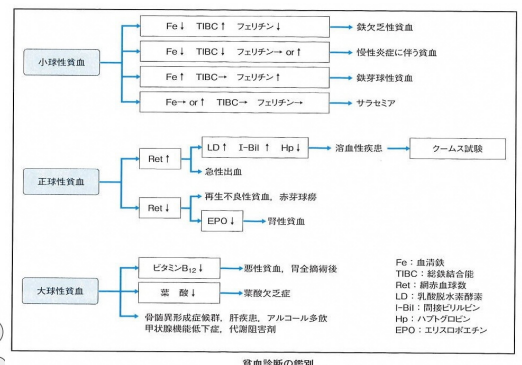 Fe↓ TIBC↑ フェリチン↓ 鉄欠乏性貧血
小球性貧血
Fe↓ TIBC↓ フェリチン→ or↑ 慢性炎症に伴う貧血
Fe↑ TIBC→ フェリチン↑ 鉄芽球性貧血
Fe→ or↑ TIBC→ フェリチン→ サラセミア
正球性貧血
Ret↑
LD↑ I-Bil↑ Hp↓ 溶血性疾患 クームス試験
急性出血
Ret↓
再生不良性貧血，赤芽球癆
EPO↓ 腎性貧血
大球性貧血
ビタミンB12↓ 悪性貧血，胃全摘術後
葉 酸↓ 葉酸欠乏症
骨髄異形成症候群，肝疾患，アルコール多飲
甲状腺機能低下症，代謝阻害剤
Fe：血清鉄
TIBC：総鉄結合能
Ret：網赤血球数
LD：乳酸脱水素酵素
I-Bil：間接ビリルビン
Hp：ハプトグロビン
EPO：エリスロポエチン
貧血診断の鑑別